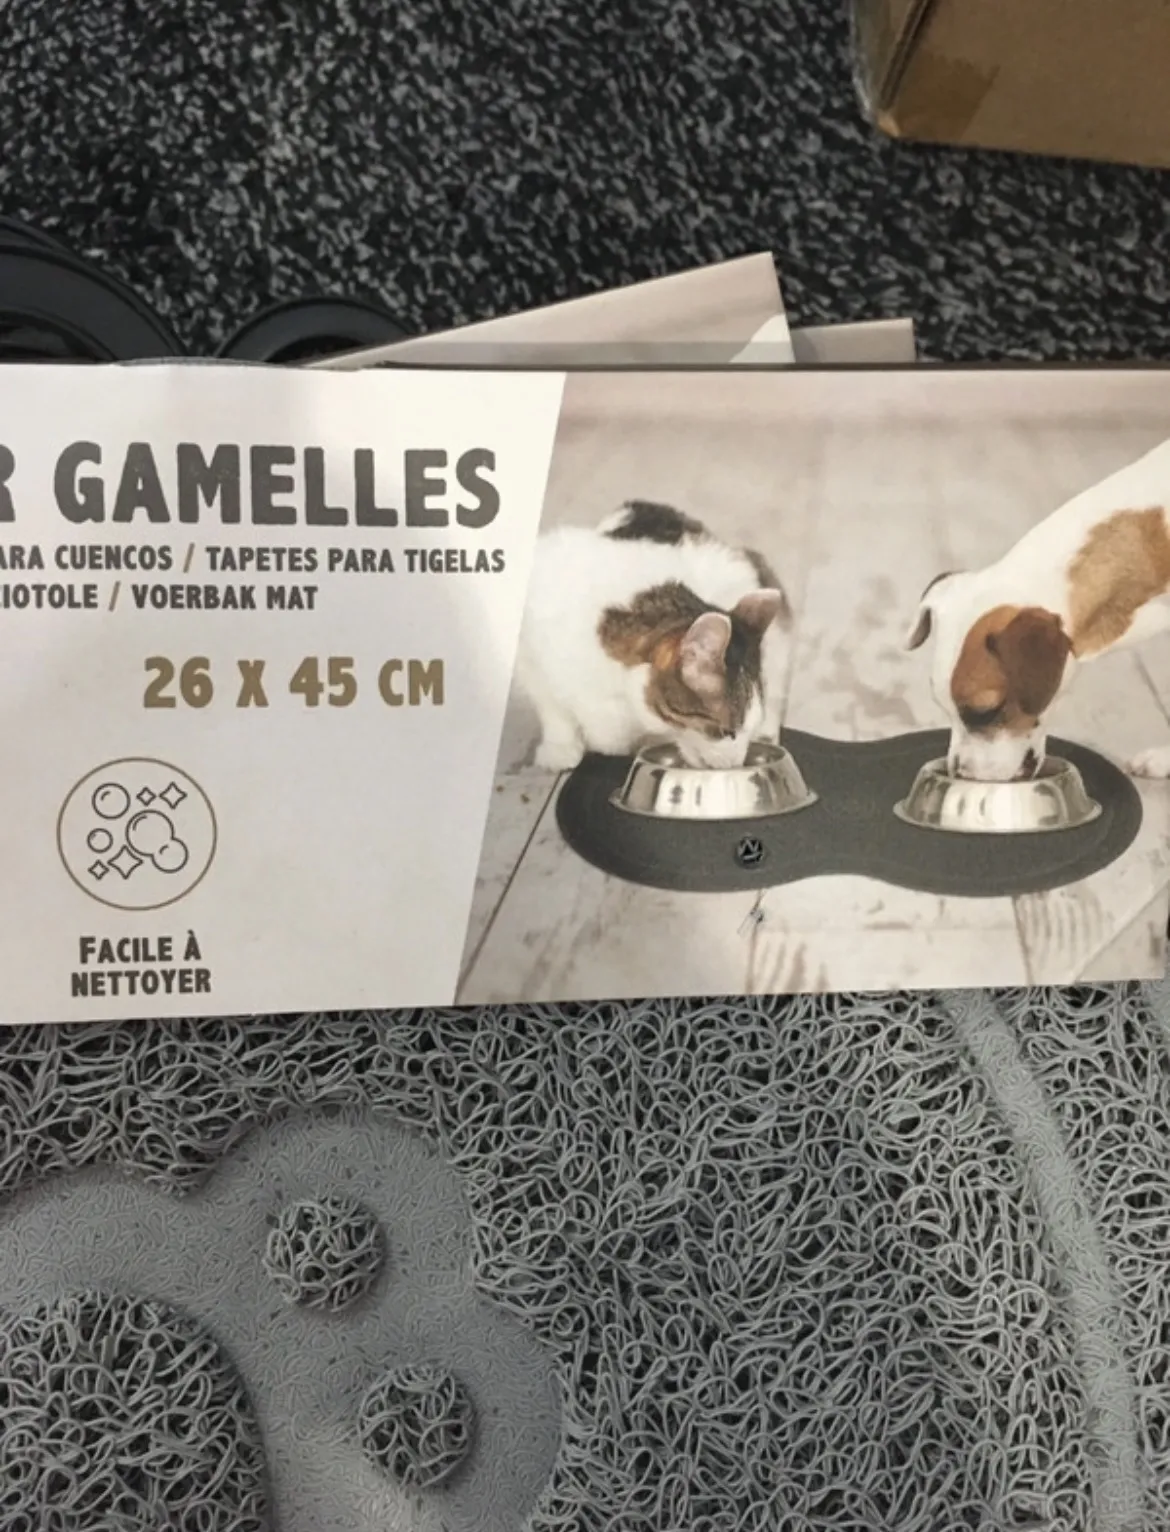 R GAMELLES
ARA CUENCOS / TAPETES PARA TIGELAS
IOTOLE / VOERBAK MAT
26 X 45 CM
FACILE À
NETTOYER